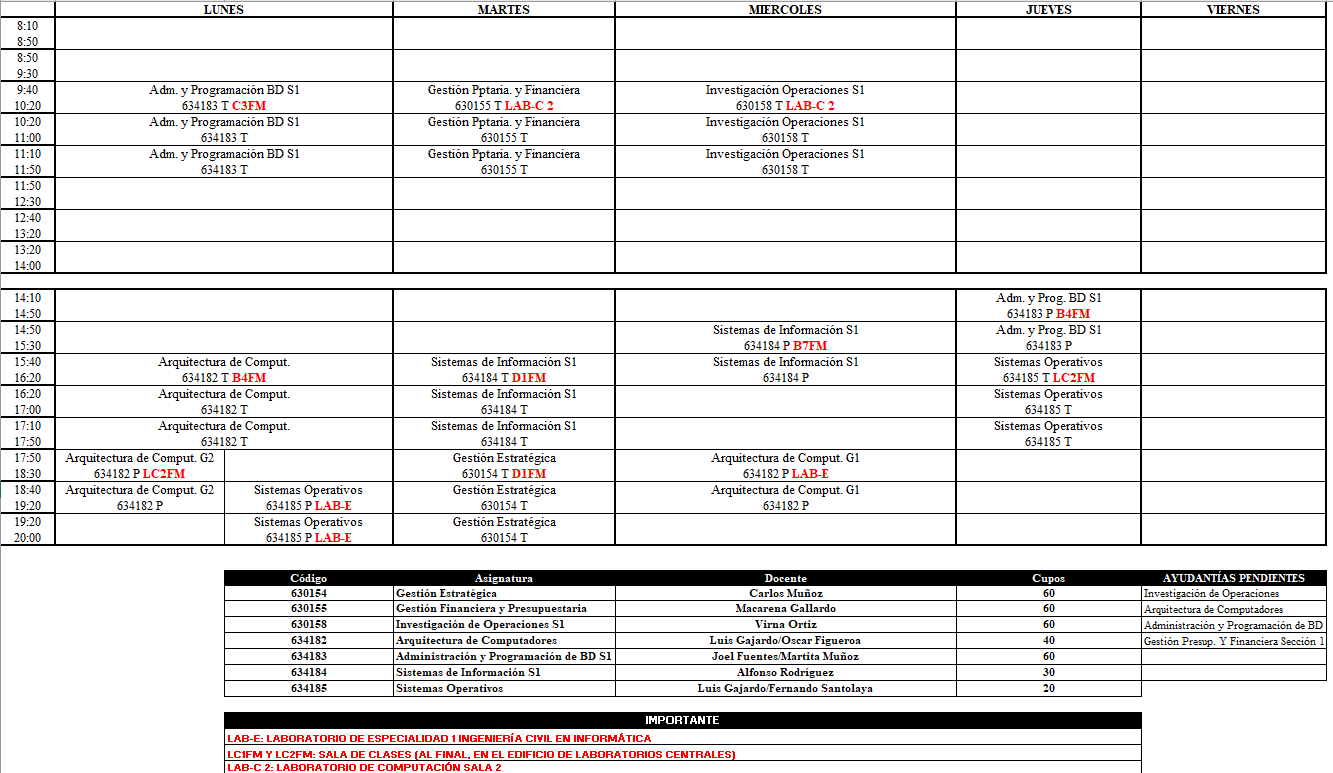 LUNES MARTES MIERCOLES JUEVES VIERNES
8:10
8:50
8:50
9:30
9:40 Adm. y Programación BD S1 Gestión Pptaria. y Financiera Investigación Operaciones S1
10:20 634183 T C3FM 630155 T LAB-C 2 630158 T LAB-C 2
10:20 Adm. y Programación BD S1 Gestión Pptaria. y Financiera Investigación Operaciones S1
11:00 634183 T 630155 T 630158 T
11:10 Adm. y Programación BD S1 Gestión Pptaria. y Financiera Investigación Operaciones S1
11:50 634183 T 630155 T 630158 T
11:50
12:30
12:40
13:20
13:20
14:00
14:10 Adm. y Prog. BD S1
14:50 634183 P B4FM
14:50 Sistemas de Información S1 Adm. y Prog. BD S1
15:30 634184 P B7FM 634183 P
15:40 Arquitectura de Comput. Sistemas de Información S1 Sistemas de Información S1 Sistemas Operativos
16:20 634182 T B4FM 634184 T D1FM 634184 P 634185 T LC2FM
16:20 Arquitectura de Comput. Sistemas de Información S1 Sistemas Operativos
17:00 634182 T 634184 T 634185 T
17:10 Arquitectura de Comput. Sistemas de Información S1 Sistemas Operativos
17:50 634182 T 634184 T 634185 T
17:50 Arquitectura de Comput. G2 Gestión Estratégica Arquitectura de Comput. G1
18:30 634182 P LC2FM 630154 T D1FM 634182 P LAB-E
18:40 Arquitectura de Comput. G2 Sistemas Operativos Gestión Estratégica Arquitectura de Comput. G1
19:20 634182 P 634185 P LAB-E 630154 T 634182 P
19:20 Sistemas Operativos Gestión Estratégica
20:00 634185 P LAB-E 630154 T
Código Asignatura Docente Cupos AYUDANTÍAS PENDIENTES
630154 Gestión Estratégica Carlos Muñoz 60 Investigación de Operaciones
630155 Gestión Financiera y Presupuestaria Macarena Gallardo 60 Arquitectura de Computadores
630158 Investigación de Operaciones S1 Virna Ortiz 60 Administración y Programación de BD
634182 Arquitectura de Computadores Luis Gajardo/Oscar Figueroa 40 Gestión Presup. Y Financiera Sección 1
634183 Administración y Programación de BD S1 Joel Fuentes/Martita Muñoz 60
634184 Sistemas de Información S1 Alfonso Rodríguez 30
634185 Sistemas Operativos Luis Gajardo/Fernando Santolaya 20
IMPORTANTE
LAB-E: LABORATORIO DE ESPECIALIDAD 1 INGENIERÍA CIVIL EN INFORMÁTICA
LC1FM Y LC2FM: SALA DE CLASES (AL FINAL, EN EL EDIFICIO DE LABORATORIOS CENTRALES)
LAB-C 2: LABORATORIO DE COMPUTACIÓN SALA 2